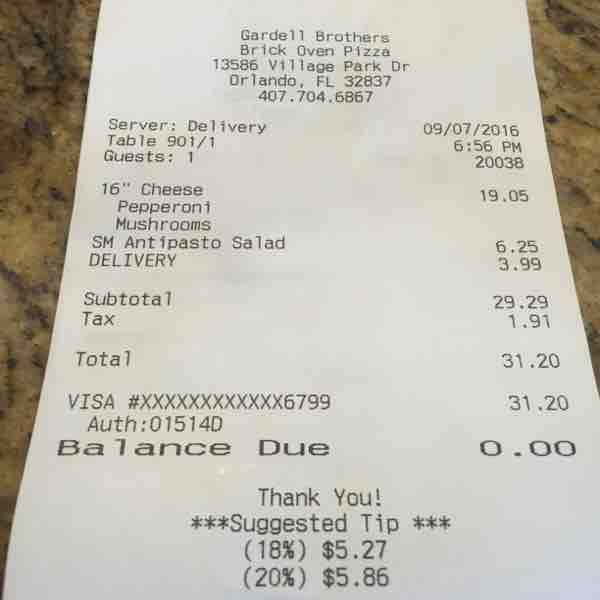 Gardell Brothers
Brick Oven Pizza
13586 Village Park Dr
Orlando, FL 32837
407.704.6867
Server: Delivery 09/07/2016
Table 901/1 6:56 PM
Guests: 1 20038
16" Cheese 19.05
Pepperoni
Mushrooms
SM Antipasto Salad 6.25
DELIVERY 3.99
Subtotal 29.29
Tax 1.91
Total 31.20
VISA #XXXXXXXXXXXX6799 31.20
Auth:01514D
Balance Due 0.00
Thank You!
***Suggested Tip ***
(18%) $5.27
(20%) $5.86